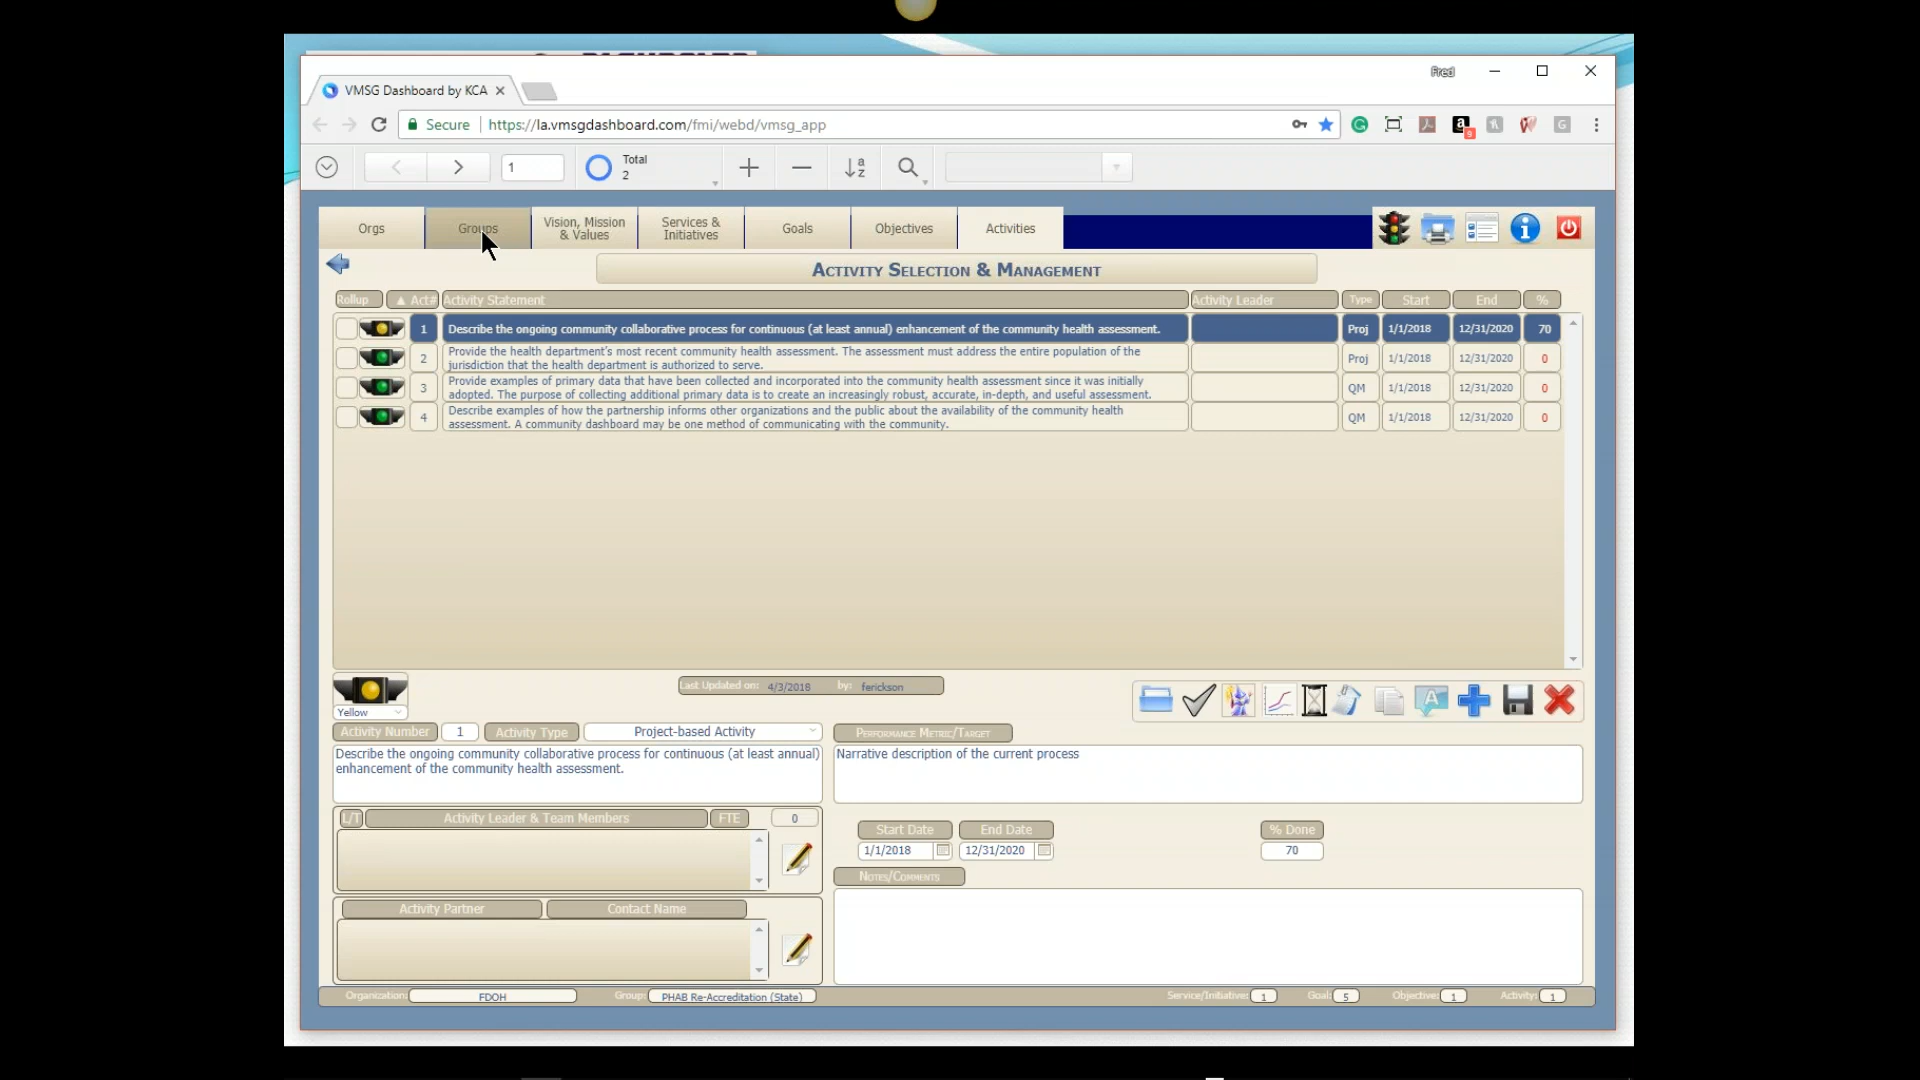 Fred
VMSG Dashboard by KCA
Secure
https://la.vmsgdashboard.com/fmi/webd/vmsg_app
1
Total
2
Orgs
Groups
Vision, Mission
& Values
Services &
Initiatives
Goals
Objectives
Activities
Activity Selection & Management
Rollup
▲ Act#
Activity Statement
Activity Leader
Type
Start
End
%
1 Describe the ongoing community collaborative process for continuous (at least annual) enhancement of the community health assessment. Proj 1/1/2018 12/31/2020 70
2 Provide the health department's most recent community health assessment. The assessment must address the entire population of the
jurisdiction that the health department is authorized to serve. Proj 1/1/2018 12/31/2020 0
3 Provide examples of primary data that have been collected and incorporated into the community health assessment since it was initially
adopted. The purpose of collecting additional primary data is to create an increasingly robust, accurate, in-depth, and useful assessment. QM 1/1/2018 12/31/2020 0
4 Describe examples of how the partnership informs other organizations and the public about the availability of the community health
assessment. A community dashboard may be one method of communicating with the community. QM 1/1/2018 12/31/2020 0
Yellow
Last Updated on: 4/3/2018 by: ferickson
Activity Number 1 Activity Type Project-based Activity
Performance Metric/Target
Describe the ongoing community collaborative process for continuous (at least annual)
enhancement of the community health assessment.
Narrative description of the current process
L/T Activity Leader & Team Members FTE 0
Start Date End Date % Done
1/1/2018 12/31/2020 70
Notes/Comments
Activity Partner Contact Name
Organization: FDOH Group: PHAB Re-Accreditation (State) Service/Initiative: 1 Goal: 5 Objective: 1 Activity: 1